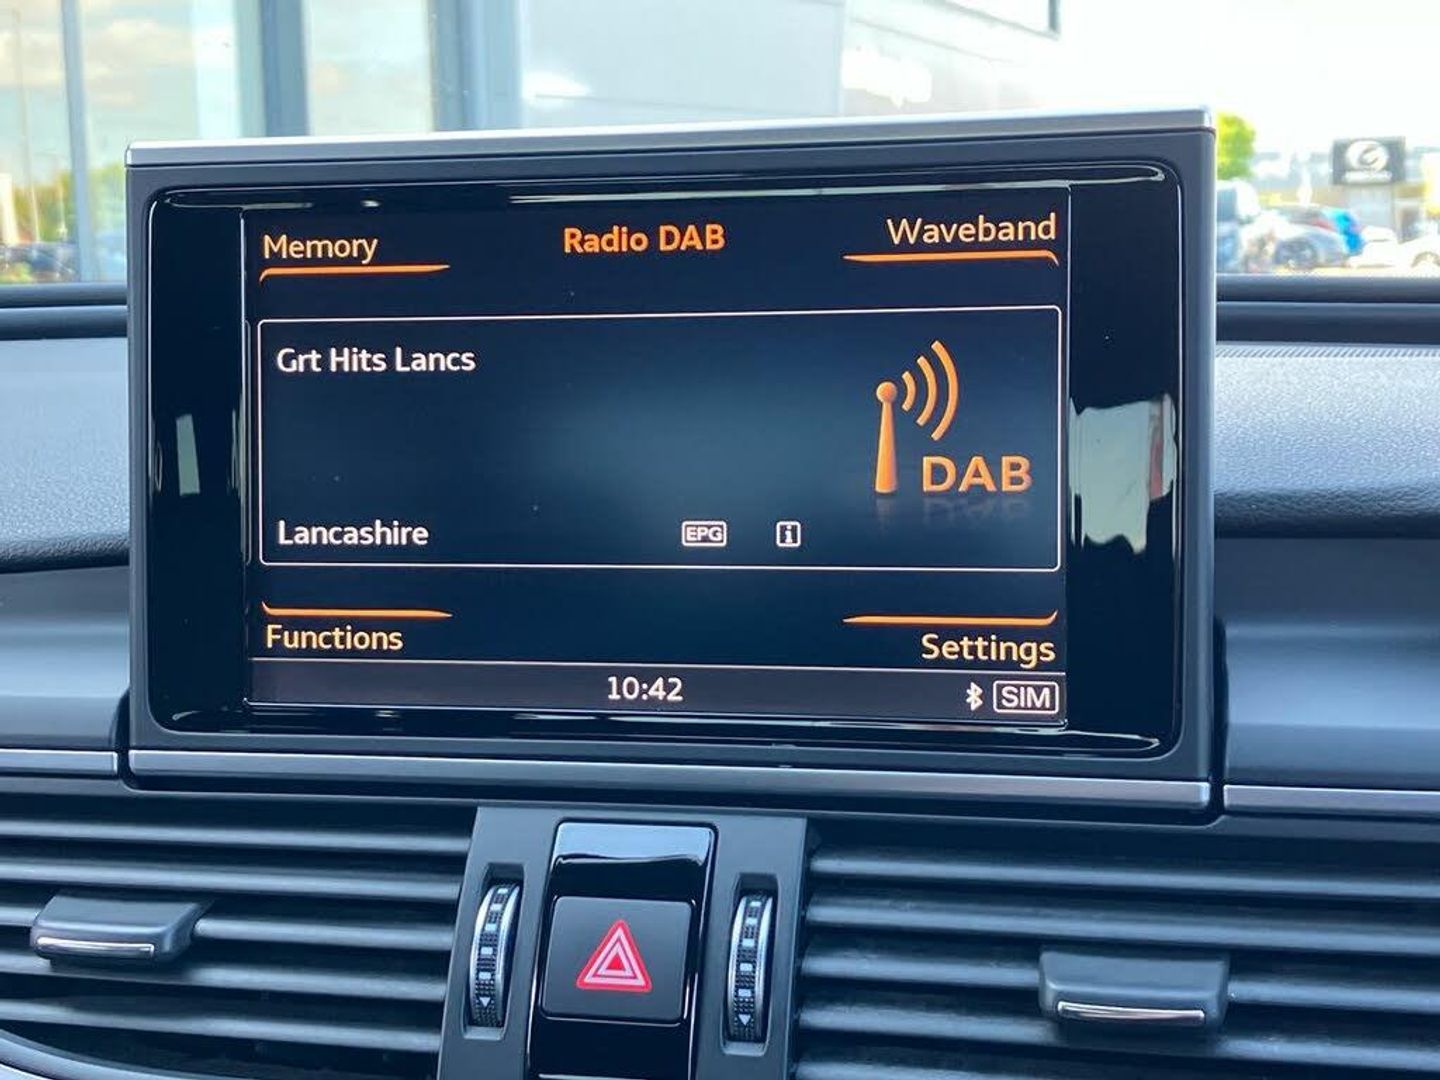 Memory
Radio DAB
Waveband
Grt Hits Lancs
DAB
Lancashire
EPG
i
Functions
Settings
10:42
SIM